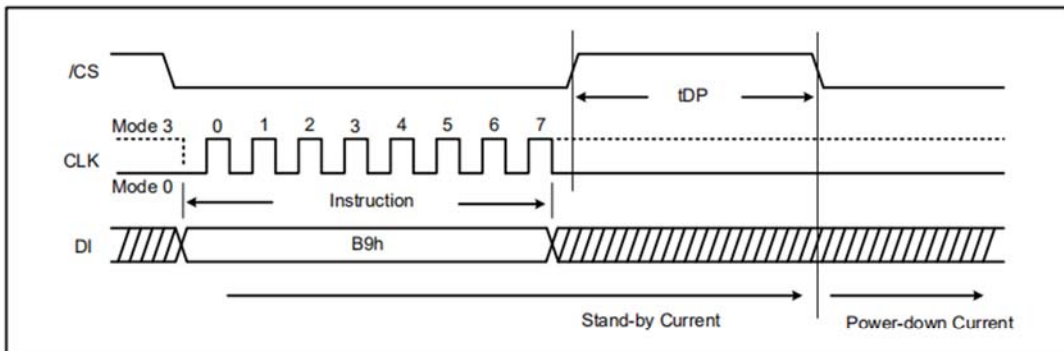 /CS
tDP
Mode 3 0 1 2 3 4 5 6 7
CLK
Mode 0
Instruction
DI B9h
Stand-by Current Power-down Current